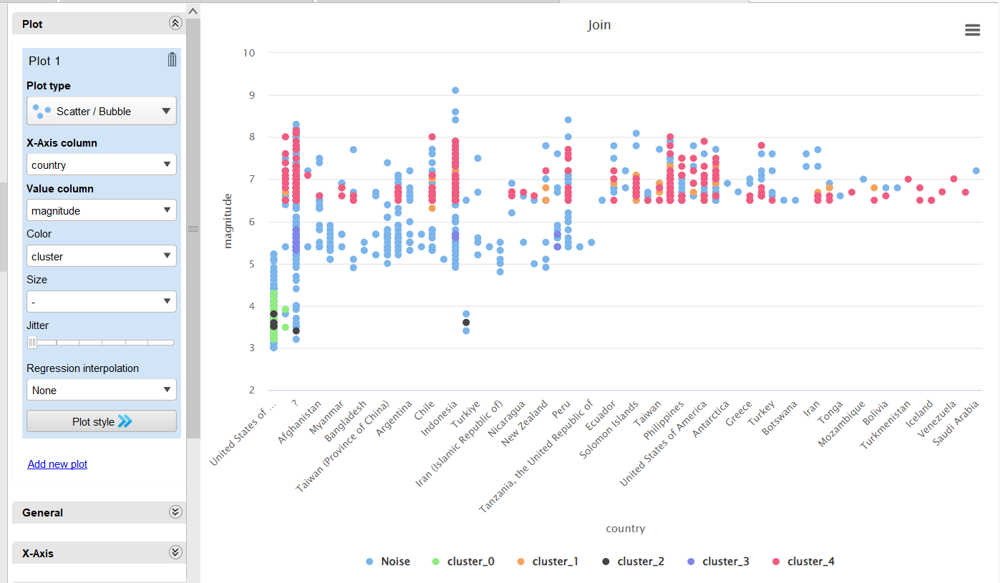 Plot
Plot 1
Plot type
Scatter / Bubble
X-Axis column
country
Value column
magnitude
Color
cluster
Size
-
Jitter
Regression interpolation
None
Plot style
Add new plot
General
X-Axis
Join
magnitude
10
9
8
7
6
5
4
3
2
United States of ...
?
Afghanistan
Myanmar
Bangladesh
Taiwan (Province of China)
Argentina
Chile
Indonesia
Turkiye
Iran (Islamic Republic of)
Nicaragua
New Zealand
Peru
Tanzania, the United Republic of
Ecuador
Solomon Islands
Taiwan
Philippines
United States of America
Antarctica
Greece
Turkey
Botswana
Iran
Tonga
Mozambique
Bolivia
Turkmenistan
Iceland
Venezuela
Saudi Arabia
country
Noise cluster_0 cluster_1 cluster_2 cluster_3 cluster_4